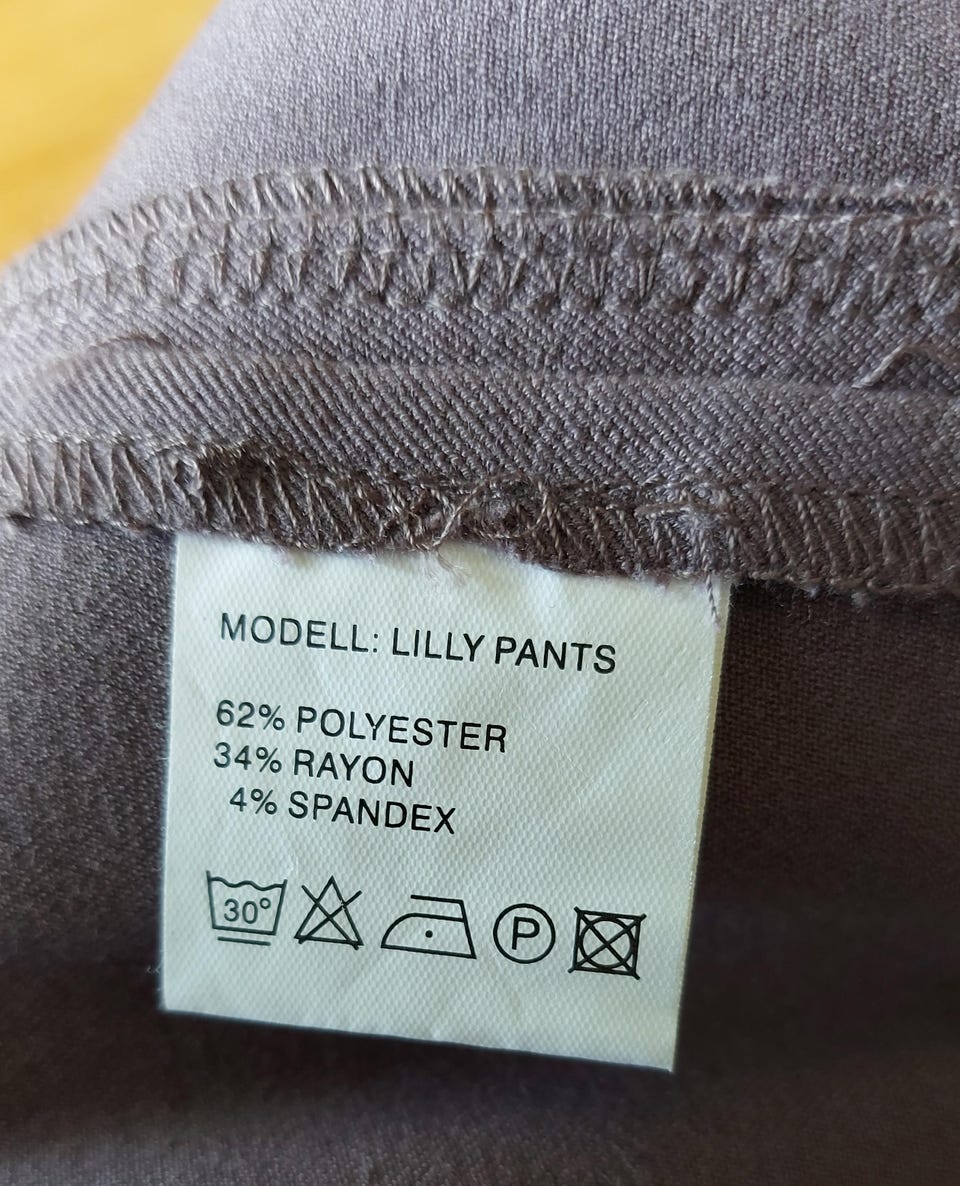 MODELL: LILLY PANTS
62% POLYESTER
34% RAYON
4% SPANDEX
30° P